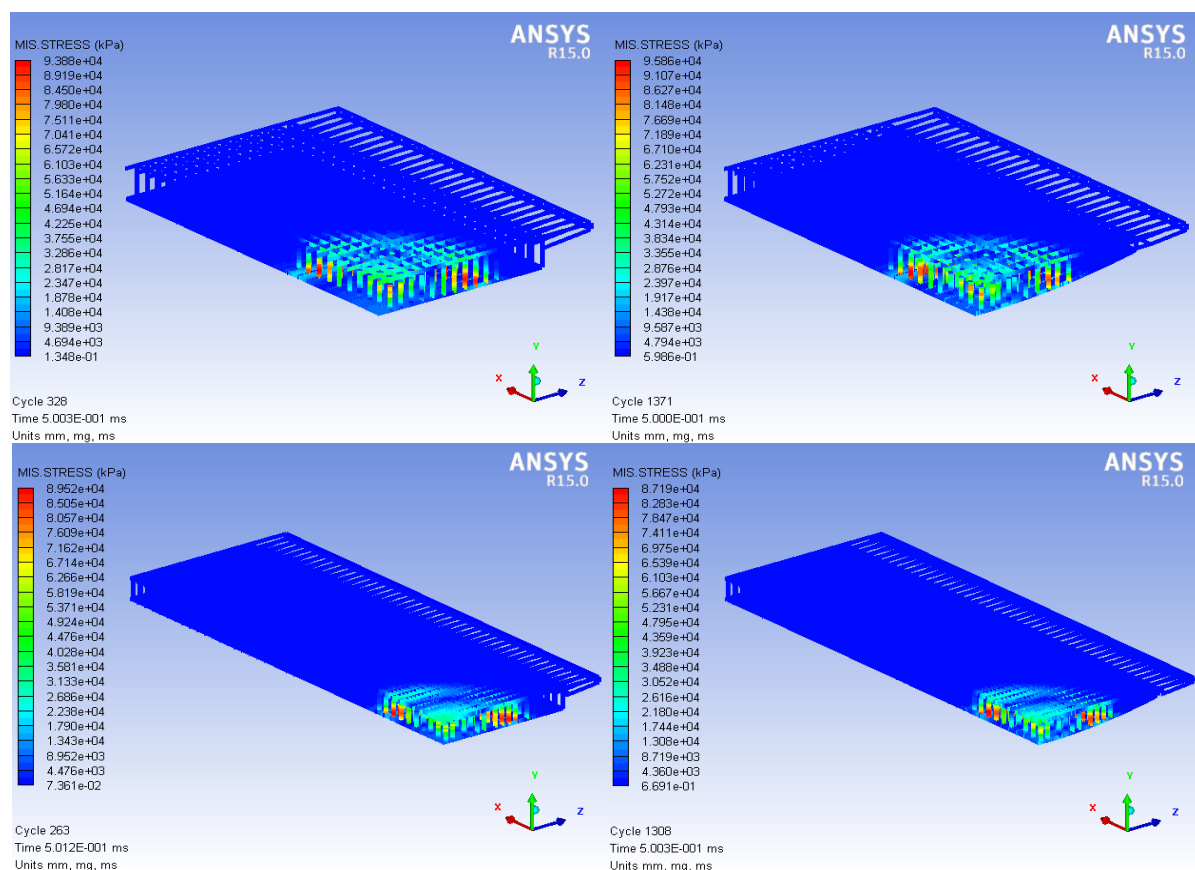 ANSYS
R15.0
MIS.STRESS (kPa)
9.388e+04
8.919e+04
8.450e+04
7.980e+04
7.511e+04
7.041e+04
6.572e+04
6.103e+04
5.633e+04
5.164e+04
4.694e+04
4.225e+04
3.755e+04
3.286e+04
2.817e+04
2.347e+04
1.878e+04
1.408e+04
9.389e+03
4.694e+03
1.348e-01
Y
X
Z
Cycle 328
Time 5.003E-001 ms
Units mm, mg, ms
ANSYS
R15.0
MIS.STRESS (kPa)
9.586e+04
9.107e+04
8.627e+04
8.148e+04
7.669e+04
7.189e+04
6.710e+04
6.231e+04
5.752e+04
5.272e+04
4.793e+04
4.314e+04
3.834e+04
3.355e+04
2.876e+04
2.397e+04
1.917e+04
1.438e+04
9.587e+03
4.794e+03
5.986e-01
Y
X
Z
Cycle 1371
Time 5.000E-001 ms
Units mm, mg, ms
ANSYS
R15.0
MIS.STRESS (kPa)
8.952e+04
8.505e+04
8.057e+04
7.609e+04
7.162e+04
6.714e+04
6.266e+04
5.819e+04
5.371e+04
4.924e+04
4.476e+04
4.028e+04
3.581e+04
3.133e+04
2.686e+04
2.238e+04
1.790e+04
1.343e+04
8.952e+03
4.476e+03
7.361e-02
Y
X
Z
Cycle 263
Time 5.012E-001 ms
Units mm, mg, ms
ANSYS
R15.0
MIS.STRESS (kPa)
8.719e+04
8.283e+04
7.847e+04
7.411e+04
6.975e+04
6.539e+04
6.103e+04
5.667e+04
5.231e+04
4.795e+04
4.359e+04
3.923e+04
3.488e+04
3.052e+04
2.616e+04
2.180e+04
1.744e+04
1.308e+04
8.719e+03
4.360e+03
6.691e-01
Y
X
Z
Cycle 1308
Time 5.003E-001 ms
Units mm, mg, ms